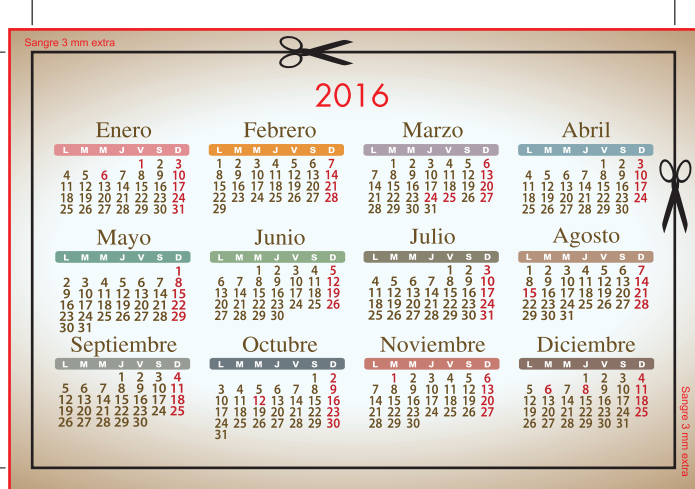 Sangre 3 mm extra
2016
Enero
L M M J V S D
1 2 3
4 5 6 7 8 9 10
11 12 13 14 15 16 17
18 19 20 21 22 23 24
25 26 27 28 29 30 31
Febrero
L M M J V S D
1 2 3 4 5 6 7
8 9 10 11 12 13 14
15 16 17 18 19 20 21
22 23 24 25 26 27 28
29
Marzo
L M M J V S D
1 2 3 4 5 6
7 8 9 10 11 12 13
14 15 16 17 18 19 20
21 22 23 24 25 26 27
28 29 30 31
Abril
L M M J V S D
1 2 3
4 5 6 7 8 9 10
11 12 13 14 15 16 17
18 19 20 21 22 23 24
25 26 27 28 29 30
Mayo
L M M J V S D
1
2 3 4 5 6 7 8
9 10 11 12 13 14 15
16 17 18 19 20 21 22
23 24 25 26 27 28 29
30 31
Junio
L M M J V S D
1 2 3 4 5
6 7 8 9 10 11 12
13 14 15 16 17 18 19
20 21 22 23 24 25 26
27 28 29 30
Julio
L M M J V S D
1 2 3
4 5 6 7 8 9 10
11 12 13 14 15 16 17
18 19 20 21 22 23 24
25 26 27 28 29 30 31
Agosto
L M M J V S D
1 2 3 4 5 6 7
8 9 10 11 12 13 14
15 16 17 18 19 20 21
22 23 24 25 26 27 28
29 30 31
Septiembre
L M M J V S D
1 2 3 4
5 6 7 8 9 10 11
12 13 14 15 16 17 18
19 20 21 22 23 24 25
26 27 28 29 30
Octubre
L M M J V S D
1 2
3 4 5 6 7 8 9
10 11 12 13 14 15 16
17 18 19 20 21 22 23
24 25 26 27 28 29 30
31
Noviembre
L M M J V S D
1 2 3 4 5 6
7 8 9 10 11 12 13
14 15 16 17 18 19 20
21 22 23 24 25 26 27
28 29 30
Diciembre
L M M J V S D
1 2 3 4
5 6 7 8 9 10 11
12 13 14 15 16 17 18
19 20 21 22 23 24 25
26 27 28 29 30 31
Sangre 3 mm extra